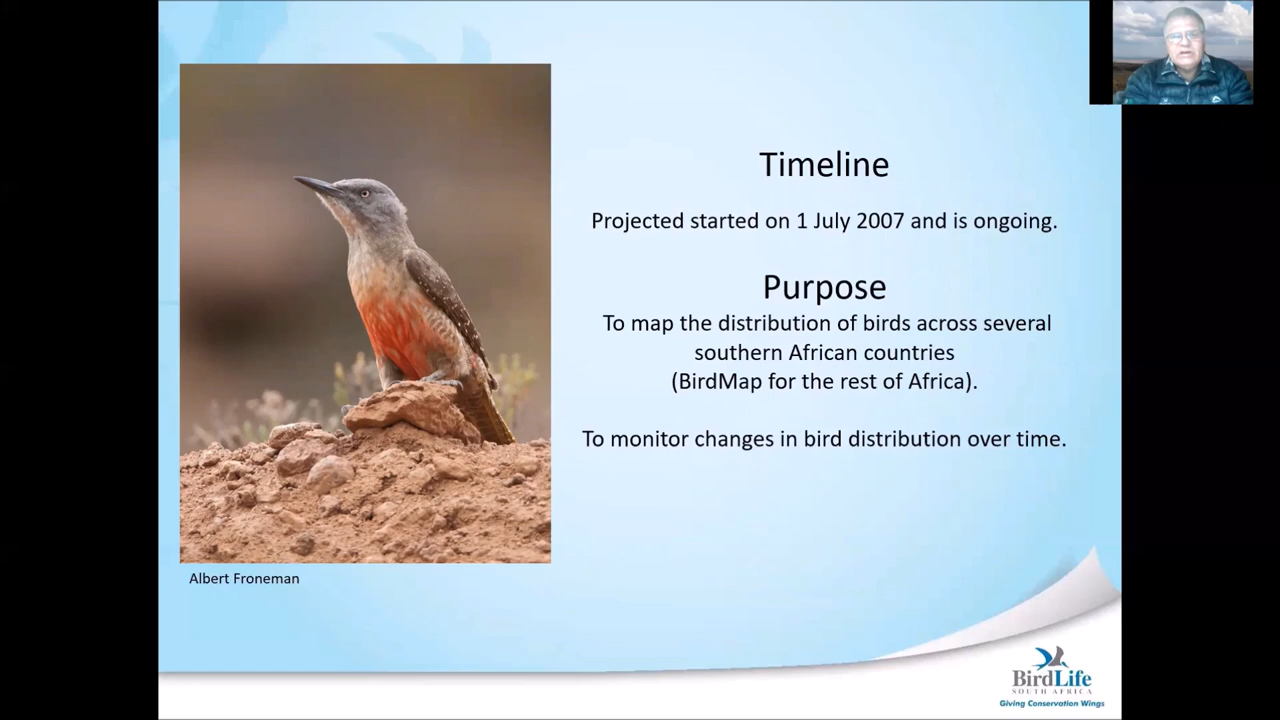 Timeline
Projected started on 1 July 2007 and is ongoing.
Purpose
To map the distribution of birds across several
southern African countries
(BirdMap for the rest of Africa).
To monitor changes in bird distribution over time.
Albert Froneman
BirdLife
SOUTH AFRICA
Giving Conservation Wings